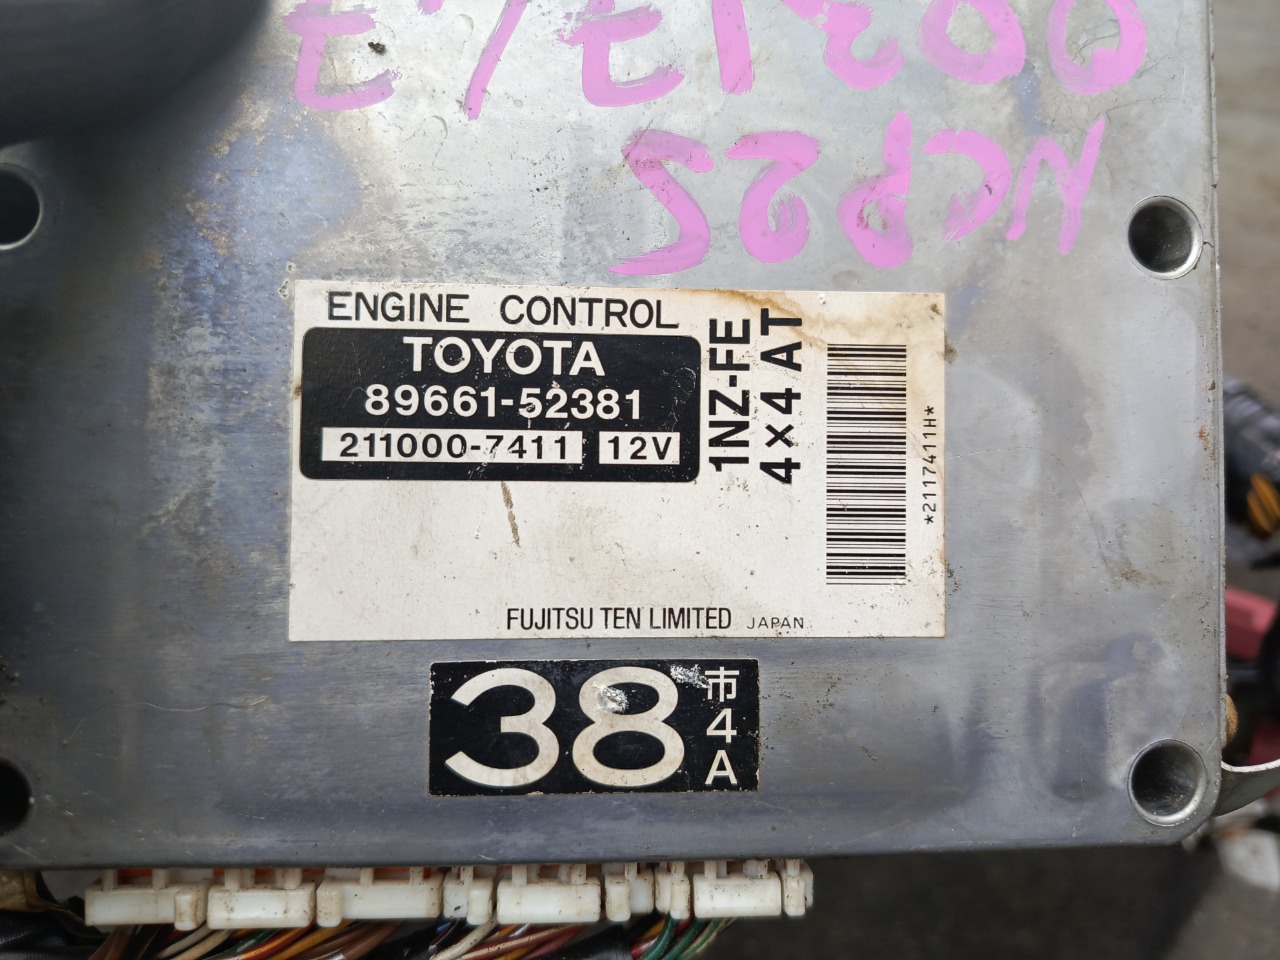 ENGINE CONTROL
TOYOTA
89661-52381
211000-7411 12V
1NZ-FE
4×4 AT
*2117411H*
FUJITSU TEN LIMITED JAPAN
38
市
4
A
NCP25